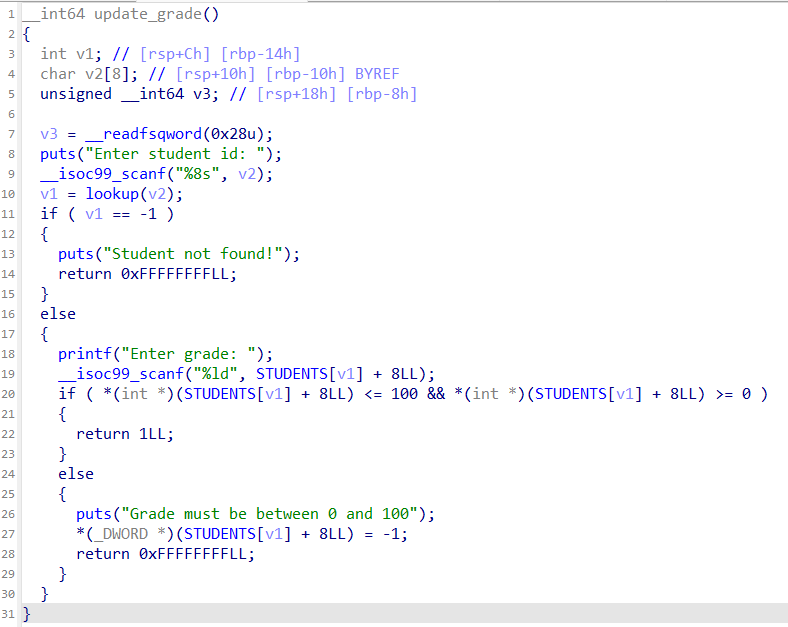 1 __int64 update_grade()
2 {
3 int v1; // [rsp+Ch] [rbp-14h]
4 char v2[8]; // [rsp+10h] [rbp-10h] BYREF
5 unsigned __int64 v3; // [rsp+18h] [rbp-8h]
6
7 v3 = __readfsqword(0x28u);
8 puts("Enter student id: ");
9 __isoc99_scanf("%8s", v2);
10 v1 = lookup(v2);
11 if ( v1 == -1 )
12 {
13 puts("Student not found!");
14 return 0xFFFFFFFFLL;
15 }
16 else
17 {
18 printf("Enter grade: ");
19 __isoc99_scanf("%ld", STUDENTS[v1] + 8LL);
20 if ( *(int *)(STUDENTS[v1] + 8LL) <= 100 && *(int *)(STUDENTS[v1] + 8LL) >= 0 )
21 {
22 return 1LL;
23 }
24 else
25 {
26 puts("Grade must be between 0 and 100");
27 *(_DWORD *)(STUDENTS[v1] + 8LL) = -1;
28 return 0xFFFFFFFFLL;
29 }
30 }
31 }